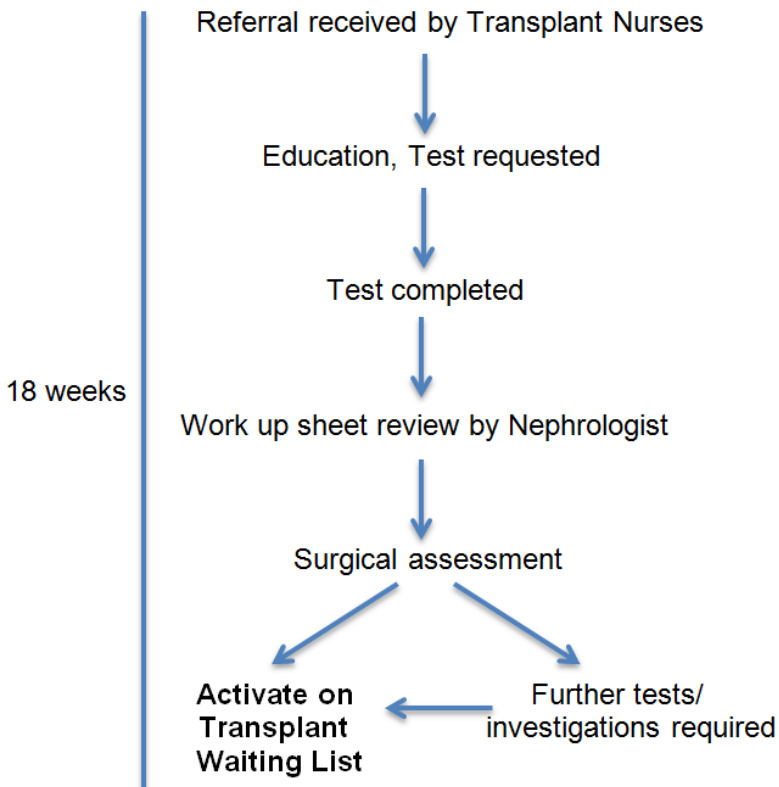 Referral received by Transplant Nurses
Education, Test requested
Test completed
18 weeks
Work up sheet review by Nephrologist
Surgical assessment
Activate on
Transplant
Waiting List
Further tests/
investigations required